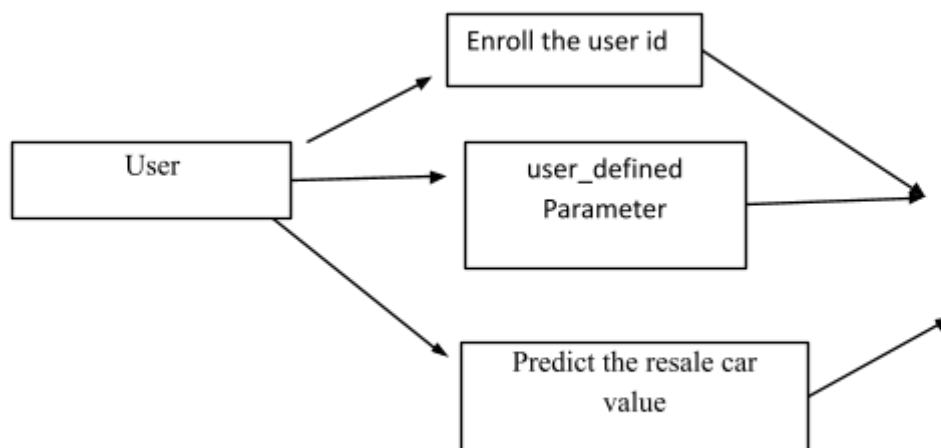 Enroll the user id
User
user_defined
Parameter
Predict the resale car
value